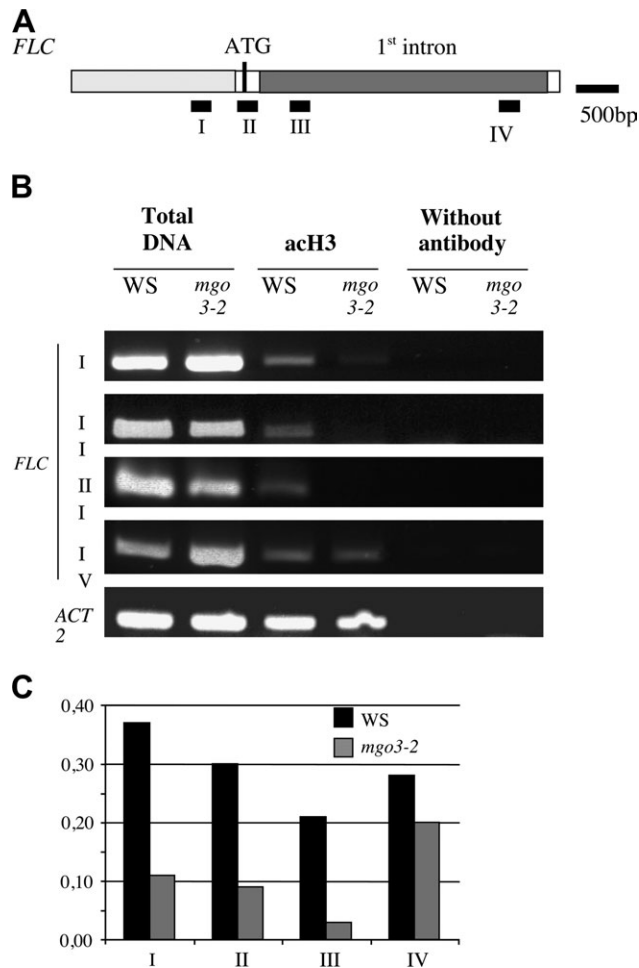 A
FLC
ATG
1st intron
I II III IV
500bp
B
Total DNA
acH3
Without antibody
WS mgo 3-2 WS mgo 3-2 WS mgo 3-2
FLC
I
I
I
II
I
I
V
ACT
2
C
0,40
0,30
0,20
0,10
0,00
WS
mgo3-2
I II III IV